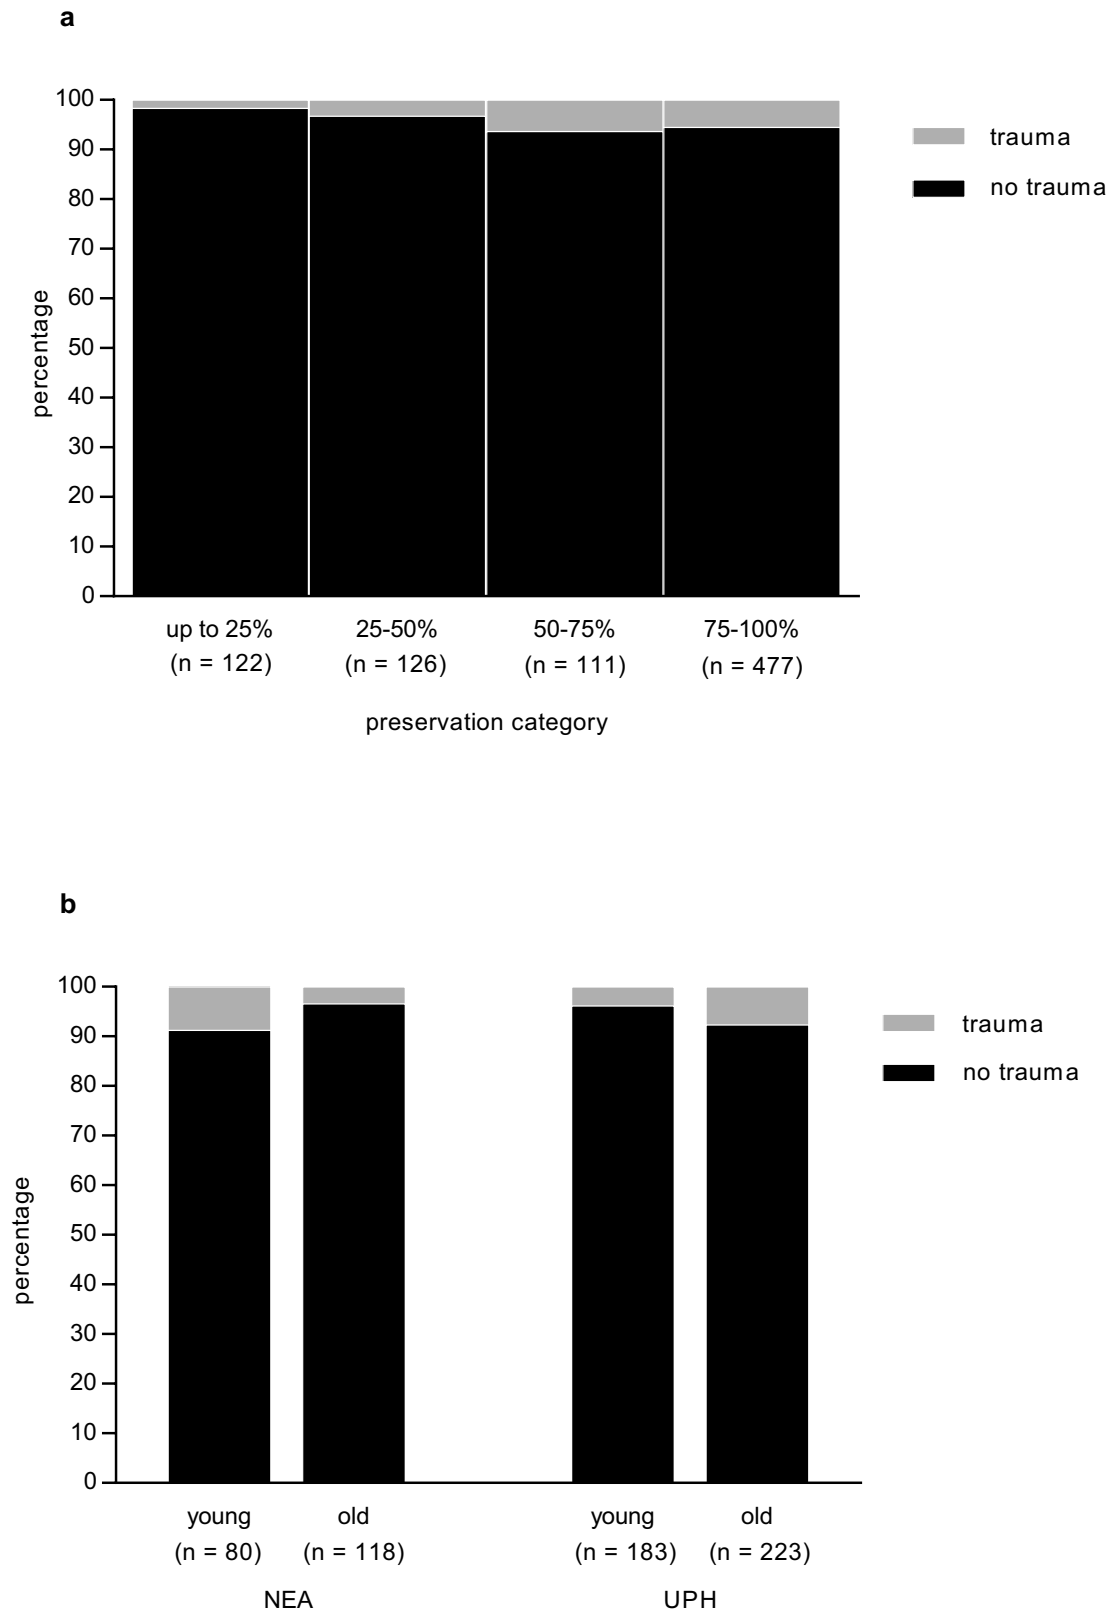 a
100
90
80
70
60
50
40
30
20
10
0
percentage
trauma
no trauma
up to 25% 25-50% 50-75% 75-100%
(n = 122) (n = 126) (n = 111) (n = 477)
preservation category
b
100
90
80
70
60
50
40
30
20
10
0
percentage
trauma
no trauma
young old young old
(n = 80) (n = 118) (n = 183) (n = 223)
NEA UPH